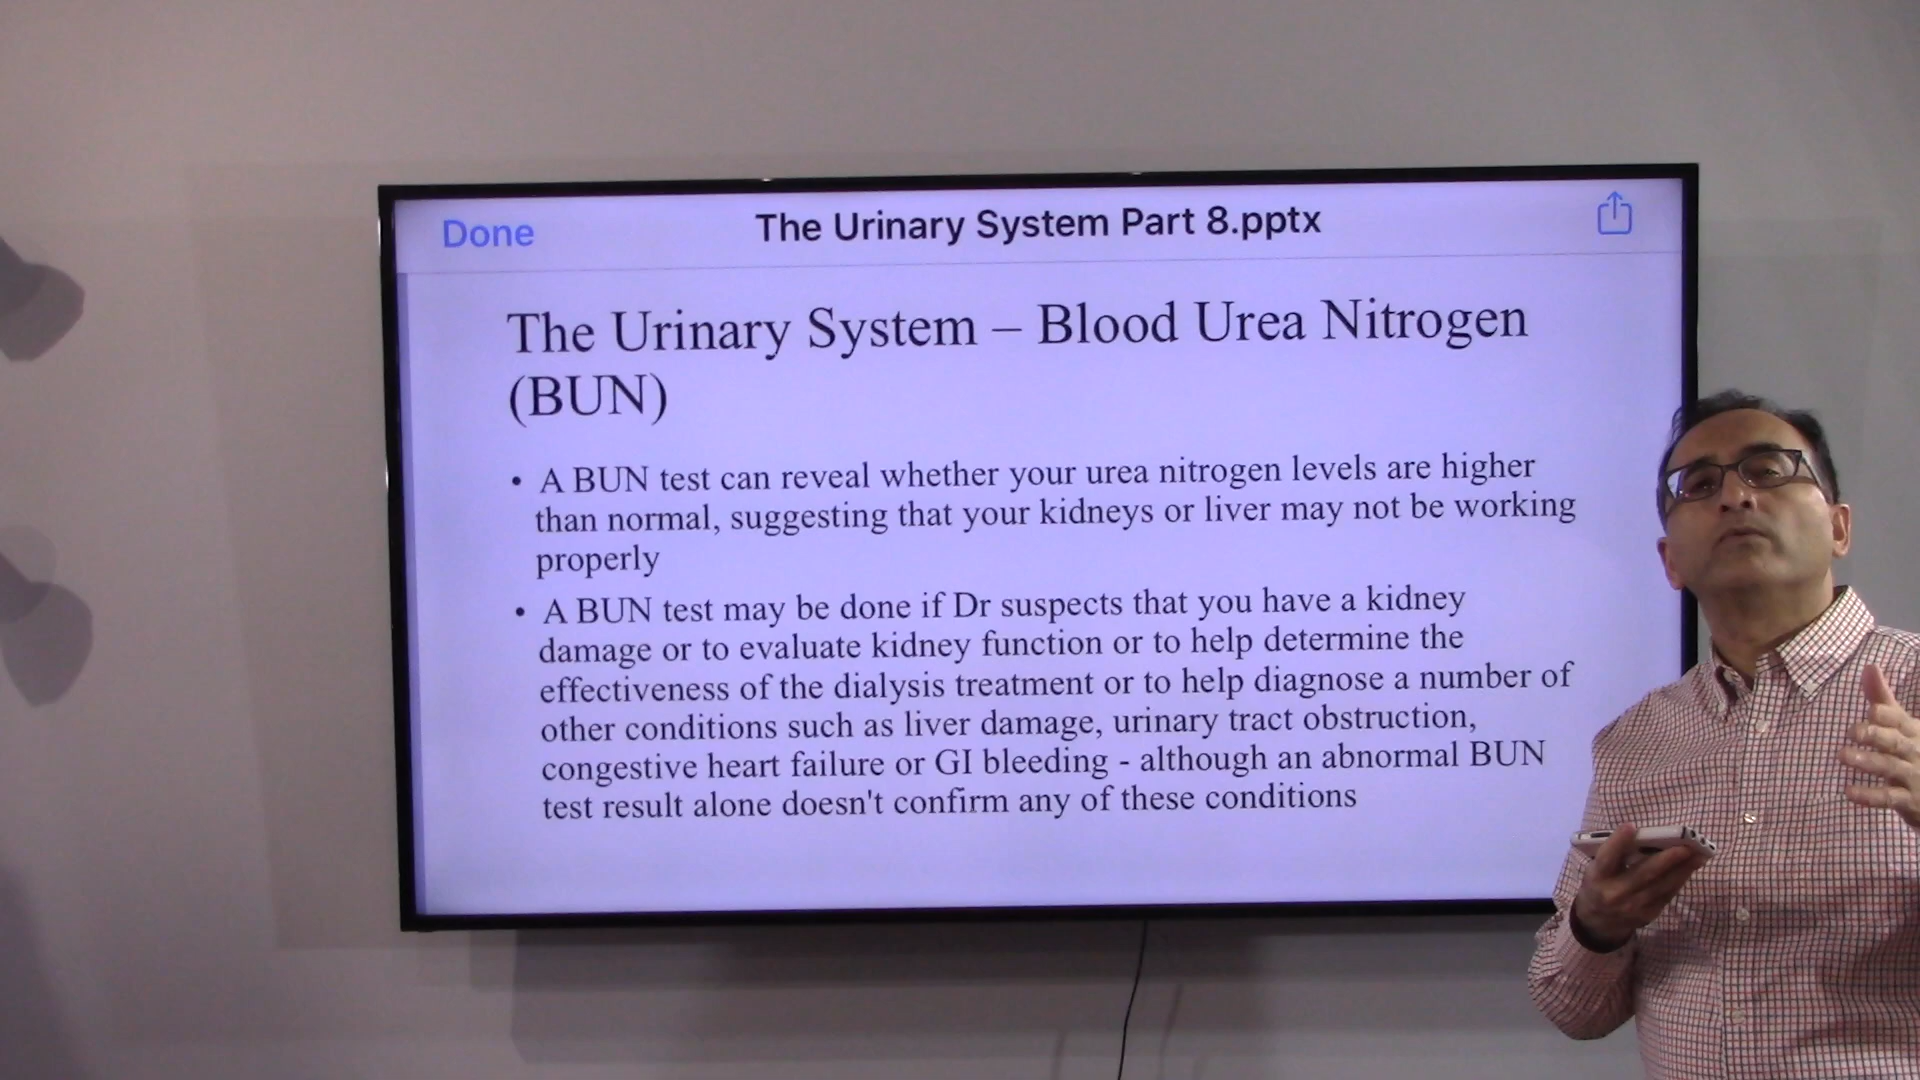 Done
The Urinary System Part 8.pptx
The Urinary System – Blood Urea Nitrogen
(BUN)
• A BUN test can reveal whether your urea nitrogen levels are higher
than normal, suggesting that your kidneys or liver may not be working
properly
• A BUN test may be done if Dr suspects that you have a kidney
damage or to evaluate kidney function or to help determine the
effectiveness of the dialysis treatment or to help diagnose a number of
other conditions such as liver damage, urinary tract obstruction,
congestive heart failure or GI bleeding - although an abnormal BUN
test result alone doesn't confirm any of these conditions